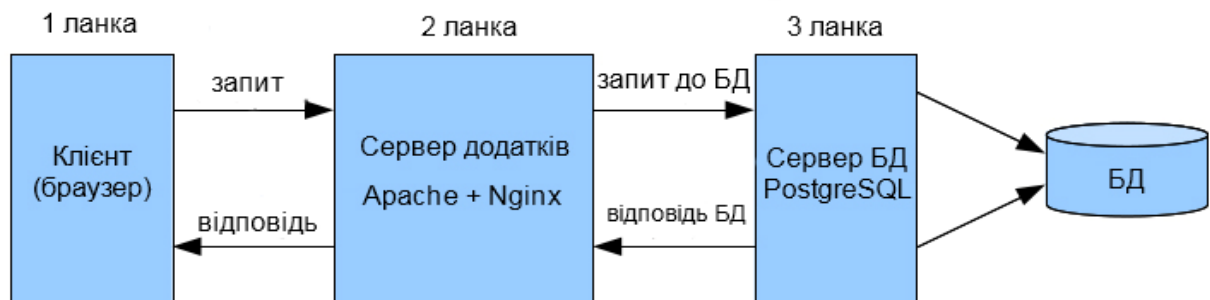 1 ланка
2 ланка
3 ланка
запит
запит до БД
Клієнт
(браузер)
Сервер додатків
Apache + Nginx
Сервер БД
PostgreSQL
БД
відповідь
відповідь БД